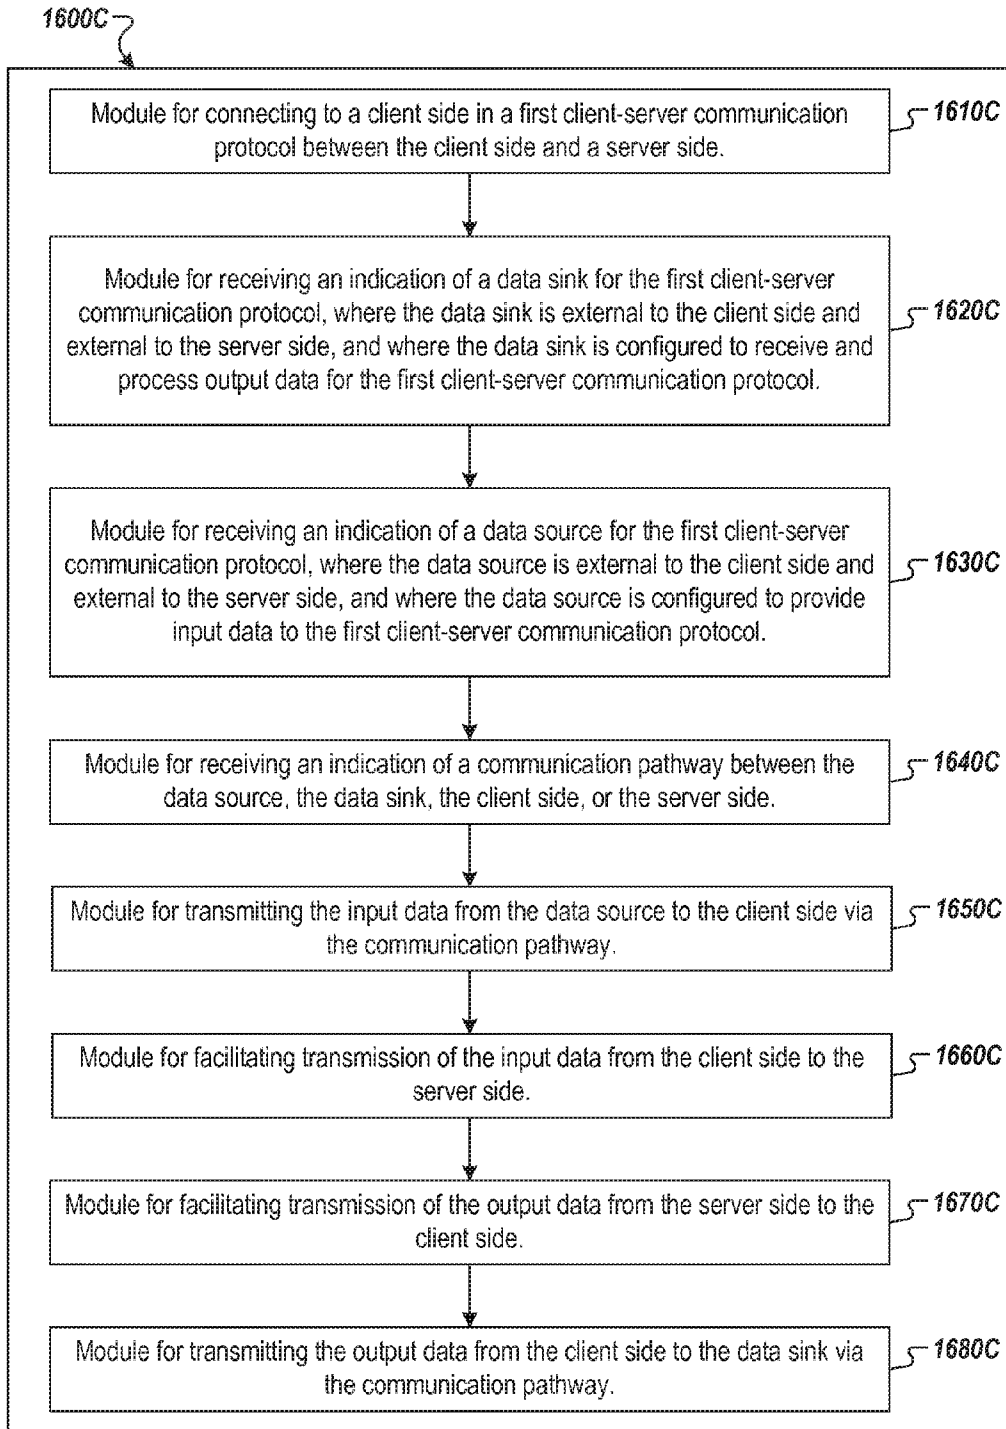 1600C
Module for connecting to a client side in a first client-server communication
protocol between the client side and a server side.
1610C
Module for receiving an indication of a data sink for the first client-server
communication protocol, where the data sink is external to the client side and
external to the server side, and where the data sink is configured to receive and
process output data for the first client-server communication protocol.
1620C
Module for receiving an indication of a data source for the first client-server
communication protocol, where the data source is external to the client side and
external to the server side, and where the data source is configured to provide
input data to the first client-server communication protocol.
1630C
Module for receiving an indication of a communication pathway between the
data source, the data sink, the client side, or the server side.
1640C
Module for transmitting the input data from the data source to the client side via
the communication pathway.
1650C
Module for facilitating transmission of the input data from the client side to the
server side.
1660C
Module for facilitating transmission of the output data from the server side to the
client side.
1670C
Module for transmitting the output data from the client side to the data sink via
the communication pathway.
1680C